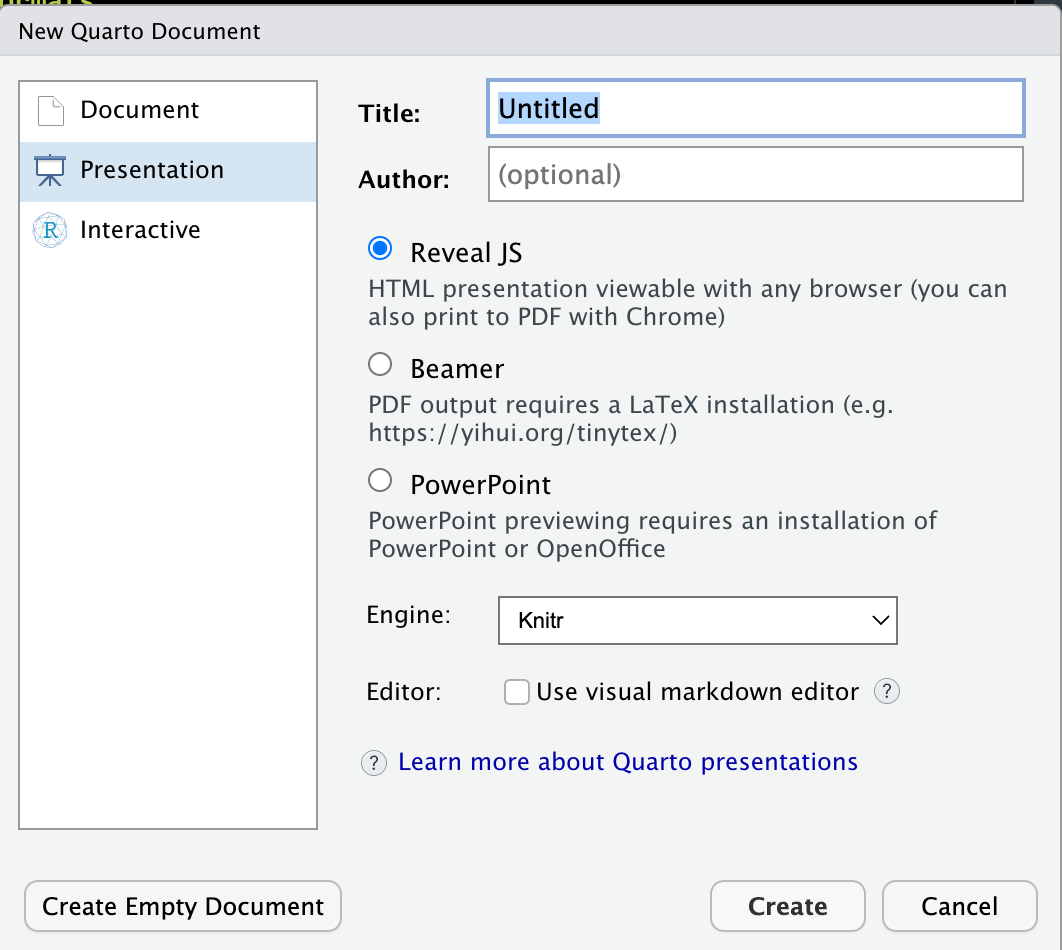 New Quarto Document
Document
Presentation
R Interactive
Title: Untitled
Author: (optional)
Reveal JS
HTML presentation viewable with any browser (you can
also print to PDF with Chrome)
Beamer
PDF output requires a LaTeX installation (e.g.
https://yihui.org/tinytex/)
PowerPoint
PowerPoint previewing requires an installation of
PowerPoint or OpenOffice
Engine: Knitr
Editor: Use visual markdown editor ?
? Learn more about Quarto presentations
Create Empty Document Create Cancel